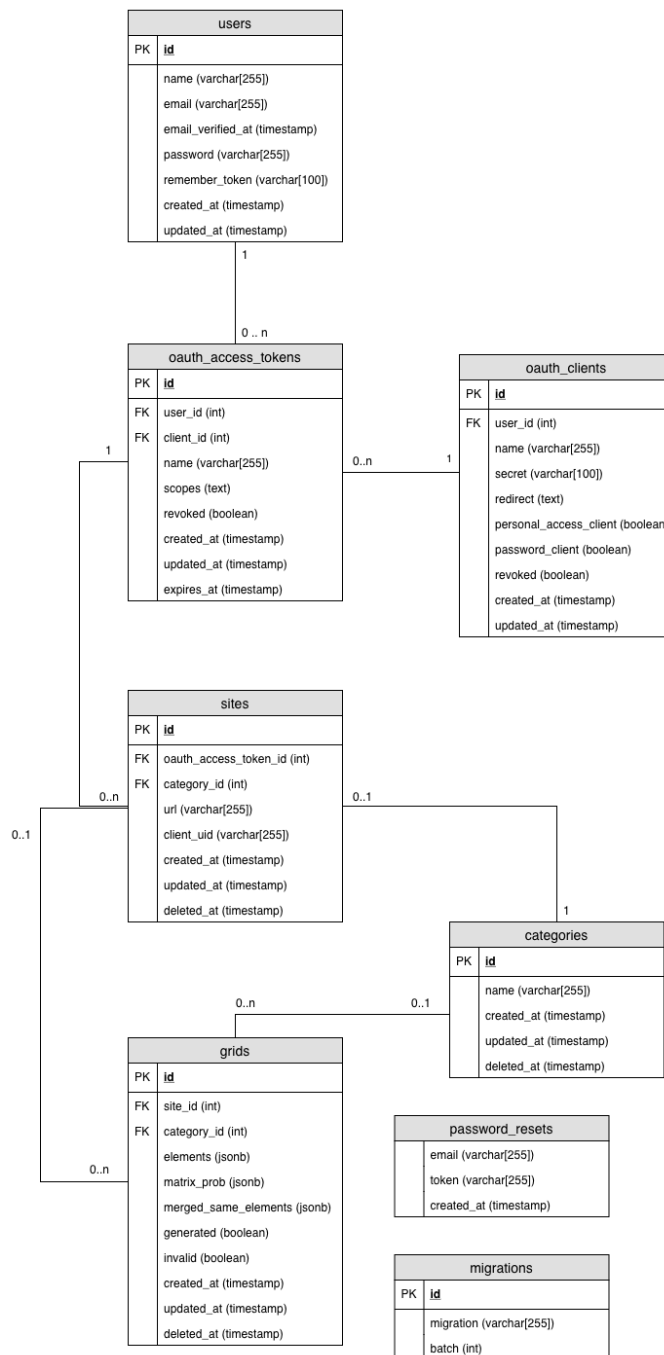 users
PK id
name (varchar[255])
email (varchar[255])
email_verified_at (timestamp)
password (varchar[255])
remember_token (varchar[100])
created_at (timestamp)
updated_at (timestamp)
1
0 .. n
oauth_access_tokens
PK id
FK user_id (int)
FK client_id (int)
name (varchar[255])
scopes (text)
revoked (boolean)
created_at (timestamp)
updated_at (timestamp)
expires_at (timestamp)
1
0..n
1
oauth_clients
PK id
FK user_id (int)
name (varchar[255])
secret (varchar[100])
redirect (text)
personal_access_client (boolean
password_client (boolean)
revoked (boolean)
created_at (timestamp)
updated_at (timestamp)
sites
PK id
FK oauth_access_token_id (int)
FK category_id (int)
url (varchar[255])
client_uid (varchar[255])
created_at (timestamp)
updated_at (timestamp)
deleted_at (timestamp)
0..n
0..1
0..1
1
categories
PK id
name (varchar[255])
created_at (timestamp)
updated_at (timestamp)
deleted_at (timestamp)
0..n
0..1
grids
PK id
FK site_id (int)
FK category_id (int)
elements (jsonb)
matrix_prob (jsonb)
merged_same_elements (jsonb)
generated (boolean)
invalid (boolean)
created_at (timestamp)
updated_at (timestamp)
deleted_at (timestamp)
0..n
password_resets
email (varchar[255])
token (varchar[255])
created_at (timestamp)
migrations
PK id
migration (varchar[255])
batch (int)